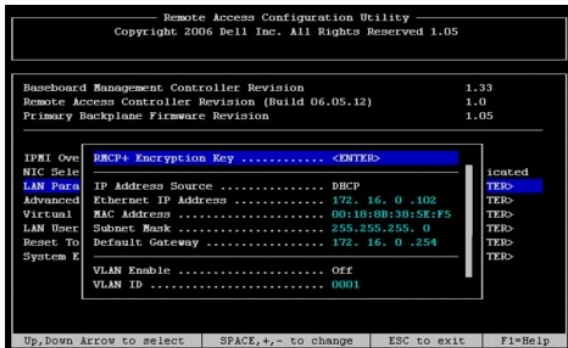 Remote Access Configuration Utility
Copyright 2006 Dell Inc. All Rights Reserved 1.05
Baseboard Management Controller Revision 1.33
Remote Access Controller Revision (Build 06.05.12) 1.0
Primary Backplane Firmware Revision 1.05
IPMI Ove
NIC Sele icated
LAN Para TER>
Advanced TER>
Virtual TER>
LAN User TER>
Reset To TER>
System E TER>
RMCP+ Encryption Key ............ <ENTER>
IP Address Source ............... DHCP
Ethernet IP Address ............. 172. 16. 0 .102
MAC Address ..................... 00:18:8B:38:5E:F5
Subnet Mask ..................... 255.255.255. 0
Default Gateway ................. 172. 16. 0 .254
VLAN Enable ..................... Off
VLAN ID ......................... 0001
Up,Down Arrow to select SPACE,+,- to change ESC to exit F1=Help